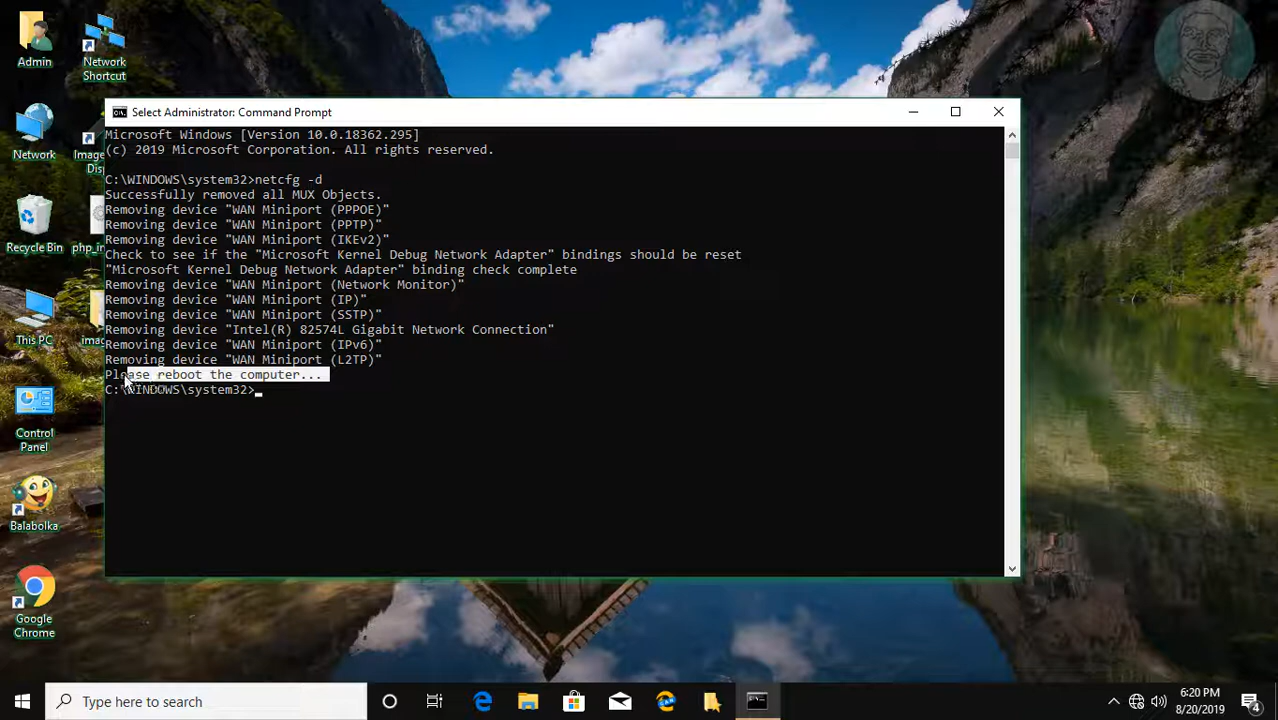 Admin
Network
Shortcut
Network
Imag
Disp
Recycle Bin
php_in
This PC
imag
Control
Panel
Balabolka
Google
Chrome
Select Administrator: Command Prompt
Microsoft Windows [Version 10.0.18362.295]
(c) 2019 Microsoft Corporation. All rights reserved.
C:\WINDOWS\system32>netcfg -d
Successfully removed all MUX Objects.
Removing device "WAN Miniport (PPPOE)"
Removing device "WAN Miniport (PPTP)"
Removing device "WAN Miniport (IKEv2)"
Check to see if the "Microsoft Kernel Debug Network Adapter" bindings should be reset
"Microsoft Kernel Debug Network Adapter" binding check complete
Removing device "WAN Miniport (Network Monitor)"
Removing device "WAN Miniport (IP)"
Removing device "WAN Miniport (SSTP)"
Removing device "Intel(R) 82574L Gigabit Network Connection"
Removing device "WAN Miniport (IPv6)"
Removing device "WAN Miniport (L2TP)"
Please reboot the computer...
C:\WINDOWS\system32>
Type here to search
6:20 PM
8/20/2019
4